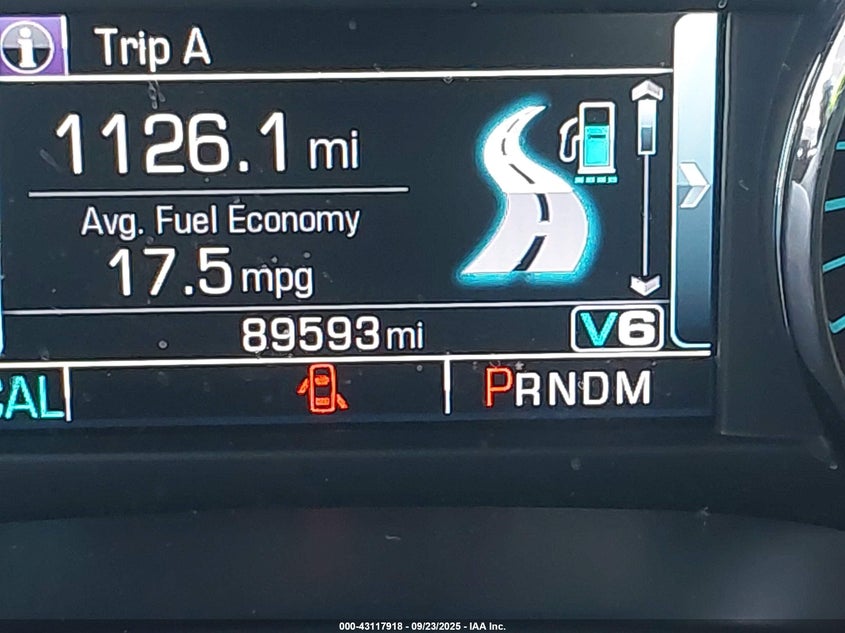 i Trip A
1126.1 mi
Avg. Fuel Economy
17.5 mpg
89593 mi V6
CAL PRNDM
000-43117918 - 09/23/2025 - IAA Inc.